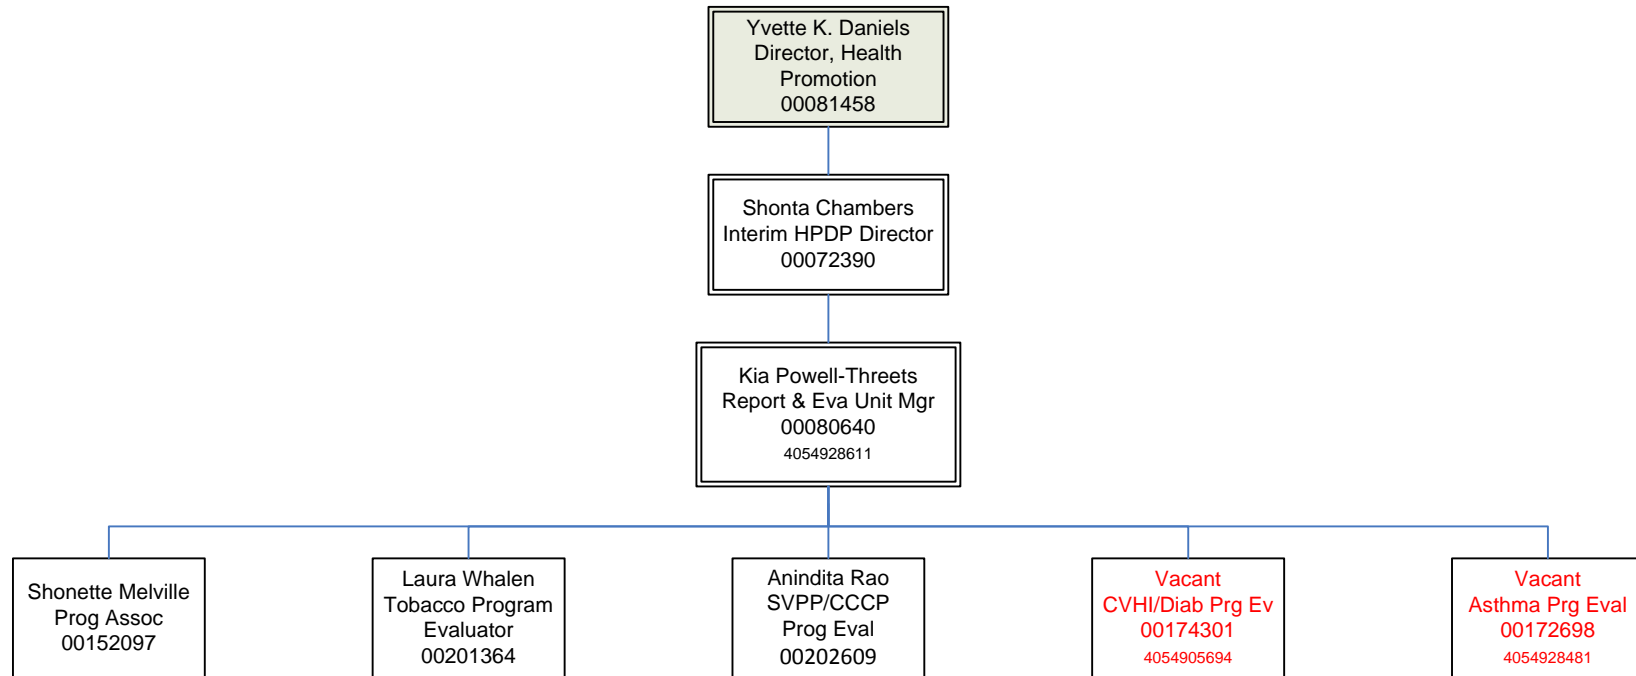 Yvette K. Daniels
Director, Health
Promotion
00081458
Shonta Chambers
Interim HPDP Director
00072390
Kia Powell-Threets
Report & Eva Unit Mgr
00080640
4054928611
Shonette Melville
Prog Assoc
00152097
Laura Whalen
Tobacco Program
Evaluator
00201364
Anindita Rao
SVPP/CCCP
Prog Eval
00202609
Vacant
CVHI/Diab Prg Ev
00174301
4054905694
Vacant
Asthma Prg Eval
00172698
4054928481